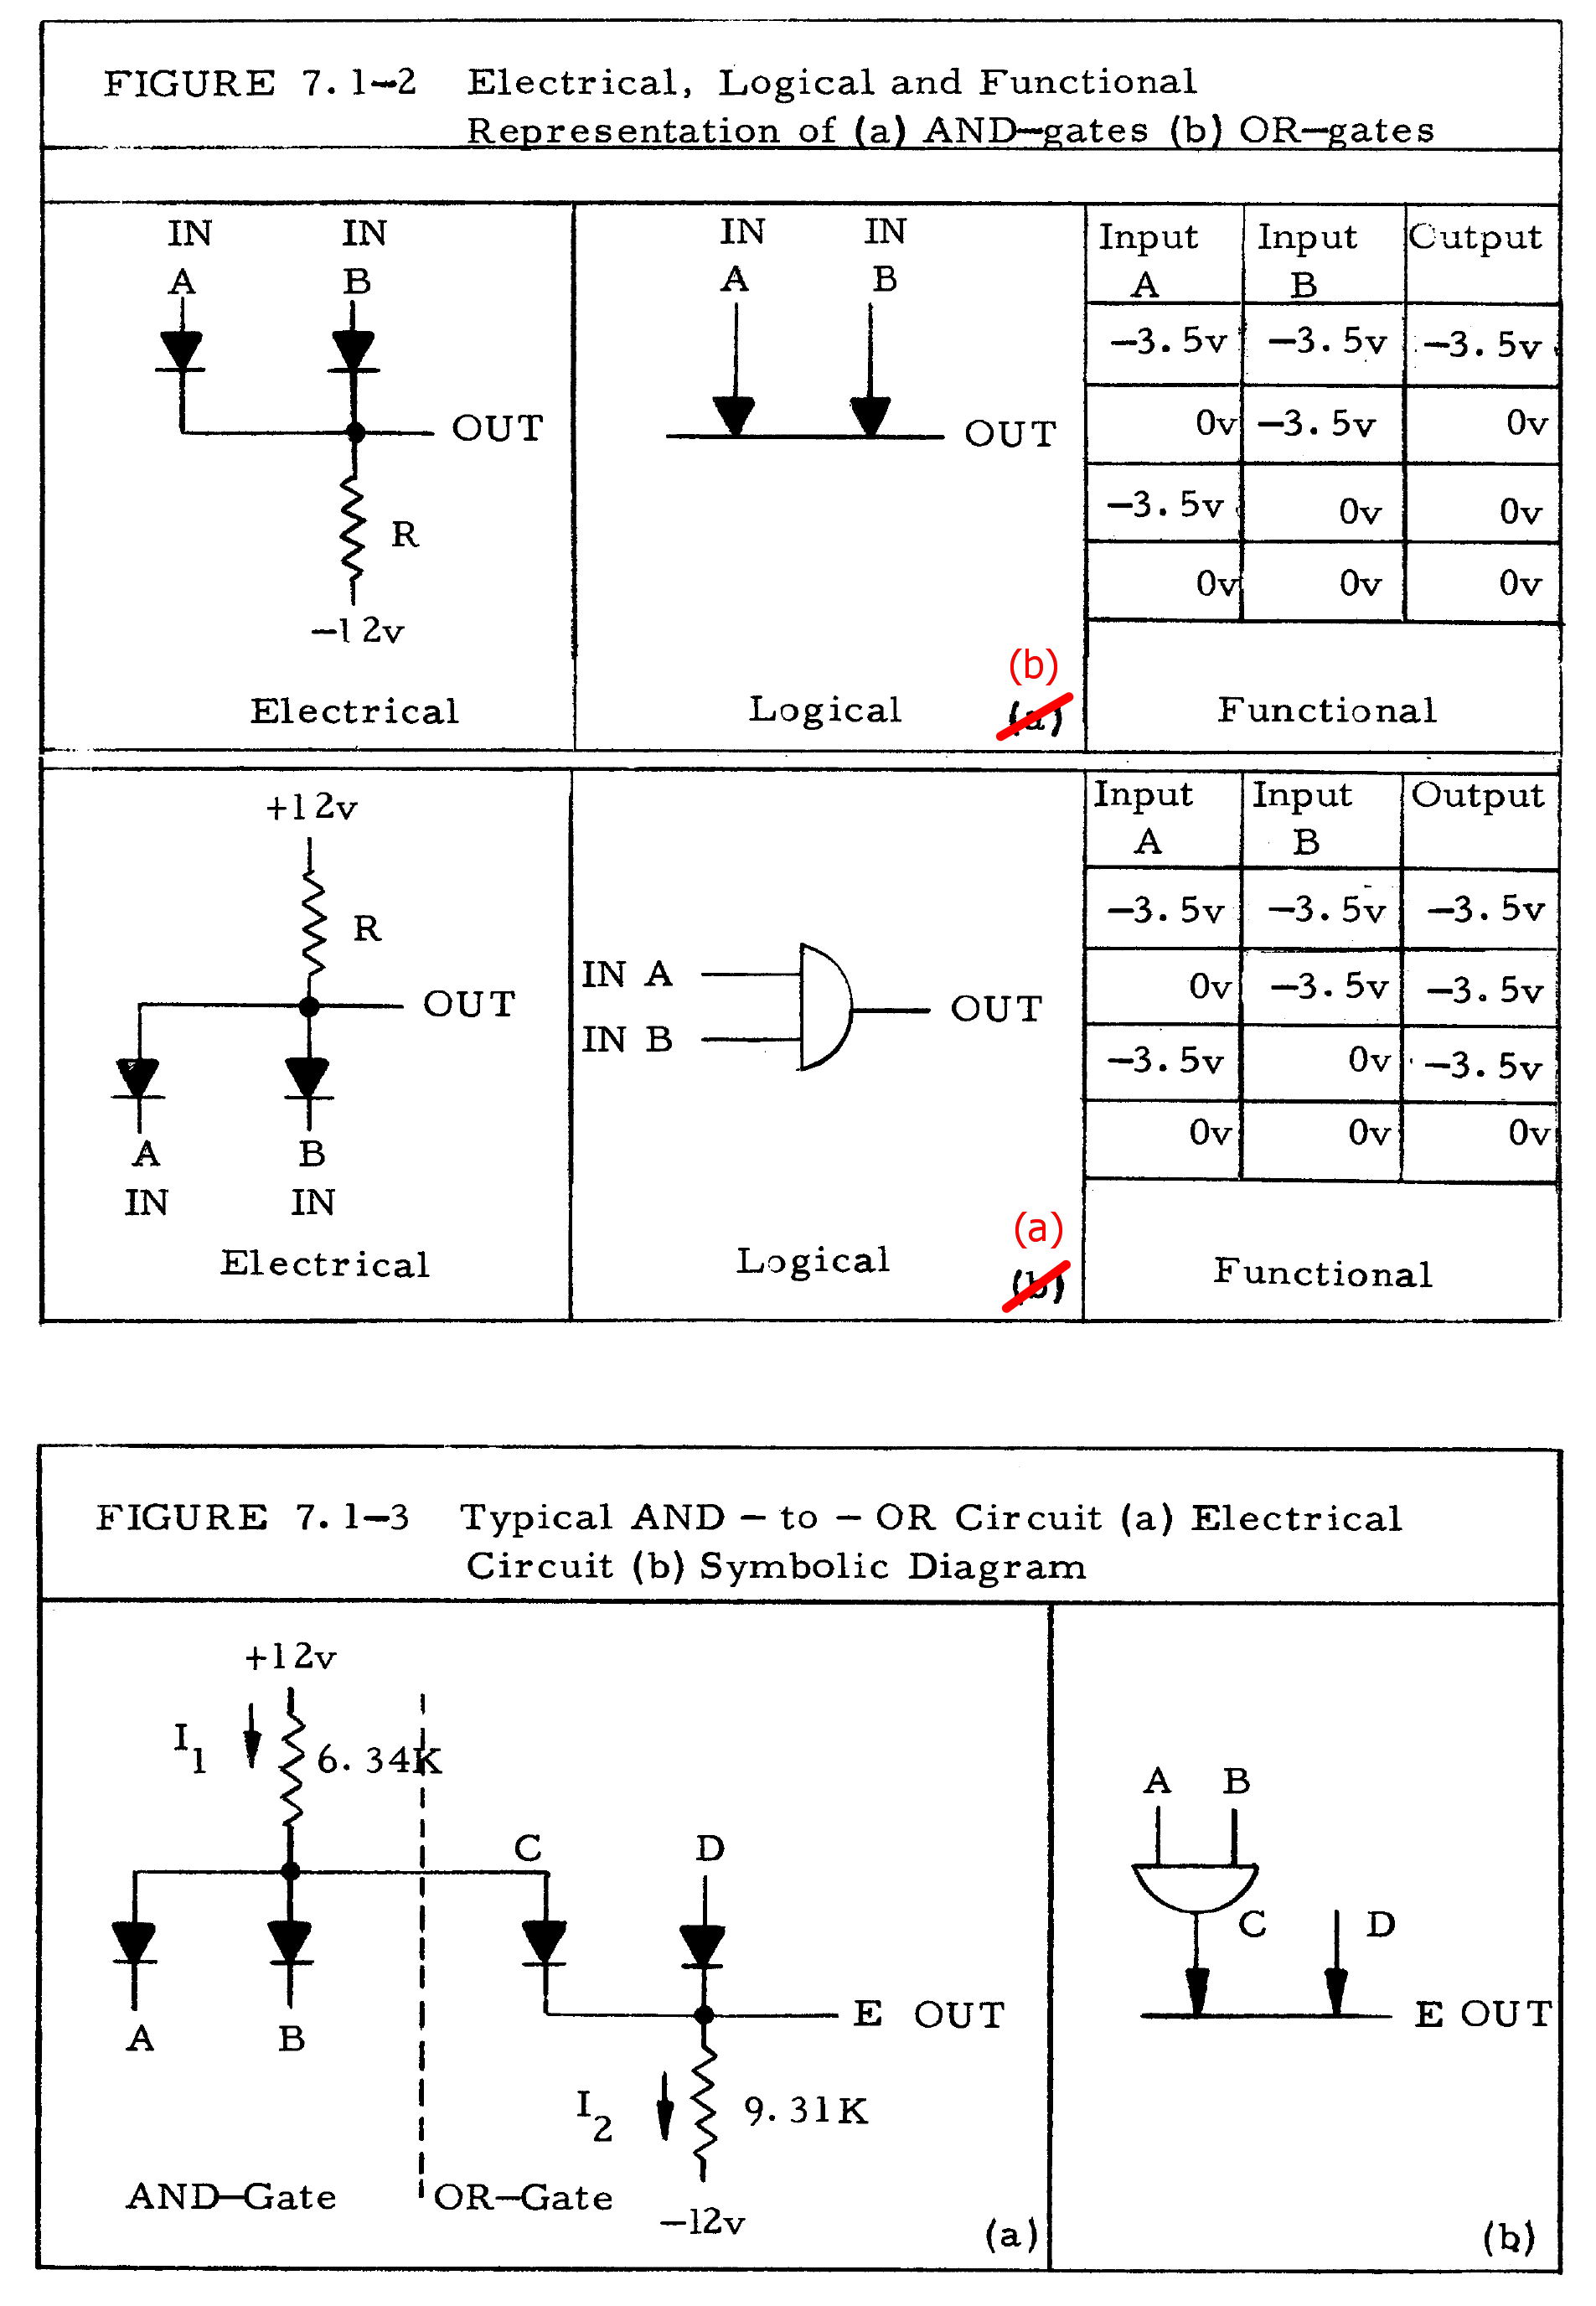 FIGURE 7.1-2 Electrical, Logical and Functional
Representation of (a) AND-gates (b) OR-gates
IN IN
A B
OUT
R
-12v
Electrical
IN IN
A B
OUT
(b)
Logical (a)
Input Input Output
A B
-3.5v -3.5v -3.5v
0v -3.5v 0v
-3.5v 0v 0v
0v 0v 0v
Functional
+12v
R
OUT
A B
IN IN
Electrical
IN A
OUT
IN B
(a)
Logical (b)
Input Input Output
A B
-3.5v -3.5v -3.5v
0v -3.5v -3.5v
-3.5v 0v -3.5v
0v 0v 0v
Functional
FIGURE 7.1-3 Typical AND - to - OR Circuit (a) Electrical
Circuit (b) Symbolic Diagram
+12v
I1 6.34K
C D
E OUT
A B
I2 9.31K
AND-Gate OR-Gate
-12v
(a)
A B
C D
E OUT
(b)